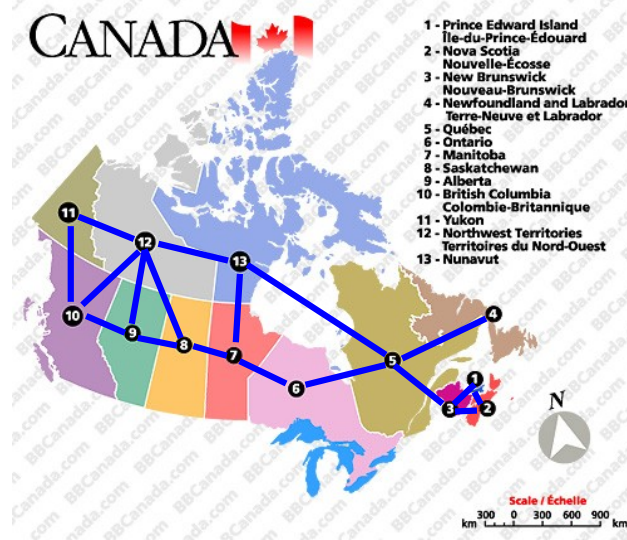 CANADA
1 - Prince Edward Island
Île-du-Prince-Édouard
2 - Nova Scotia
Nouvelle-Écosse
3 - New Brunswick
Nouveau-Brunswick
4 - Newfoundland and Labrador
Terre-Neuve et Labrador
5 - Québec
6 - Ontario
7 - Manitoba
8 - Saskatchewan
9 - Alberta
10 - British Columbia
Colombie-Britannique
11 - Yukon
12 - Northwest Territories
Territoires du Nord-Ouest
13 - Nunavut
11
12
13
10
9
8
7
6
5
4
1
3
2
N
Scale / Échelle
km 300 0 300 600 900 km
BBCanada.com